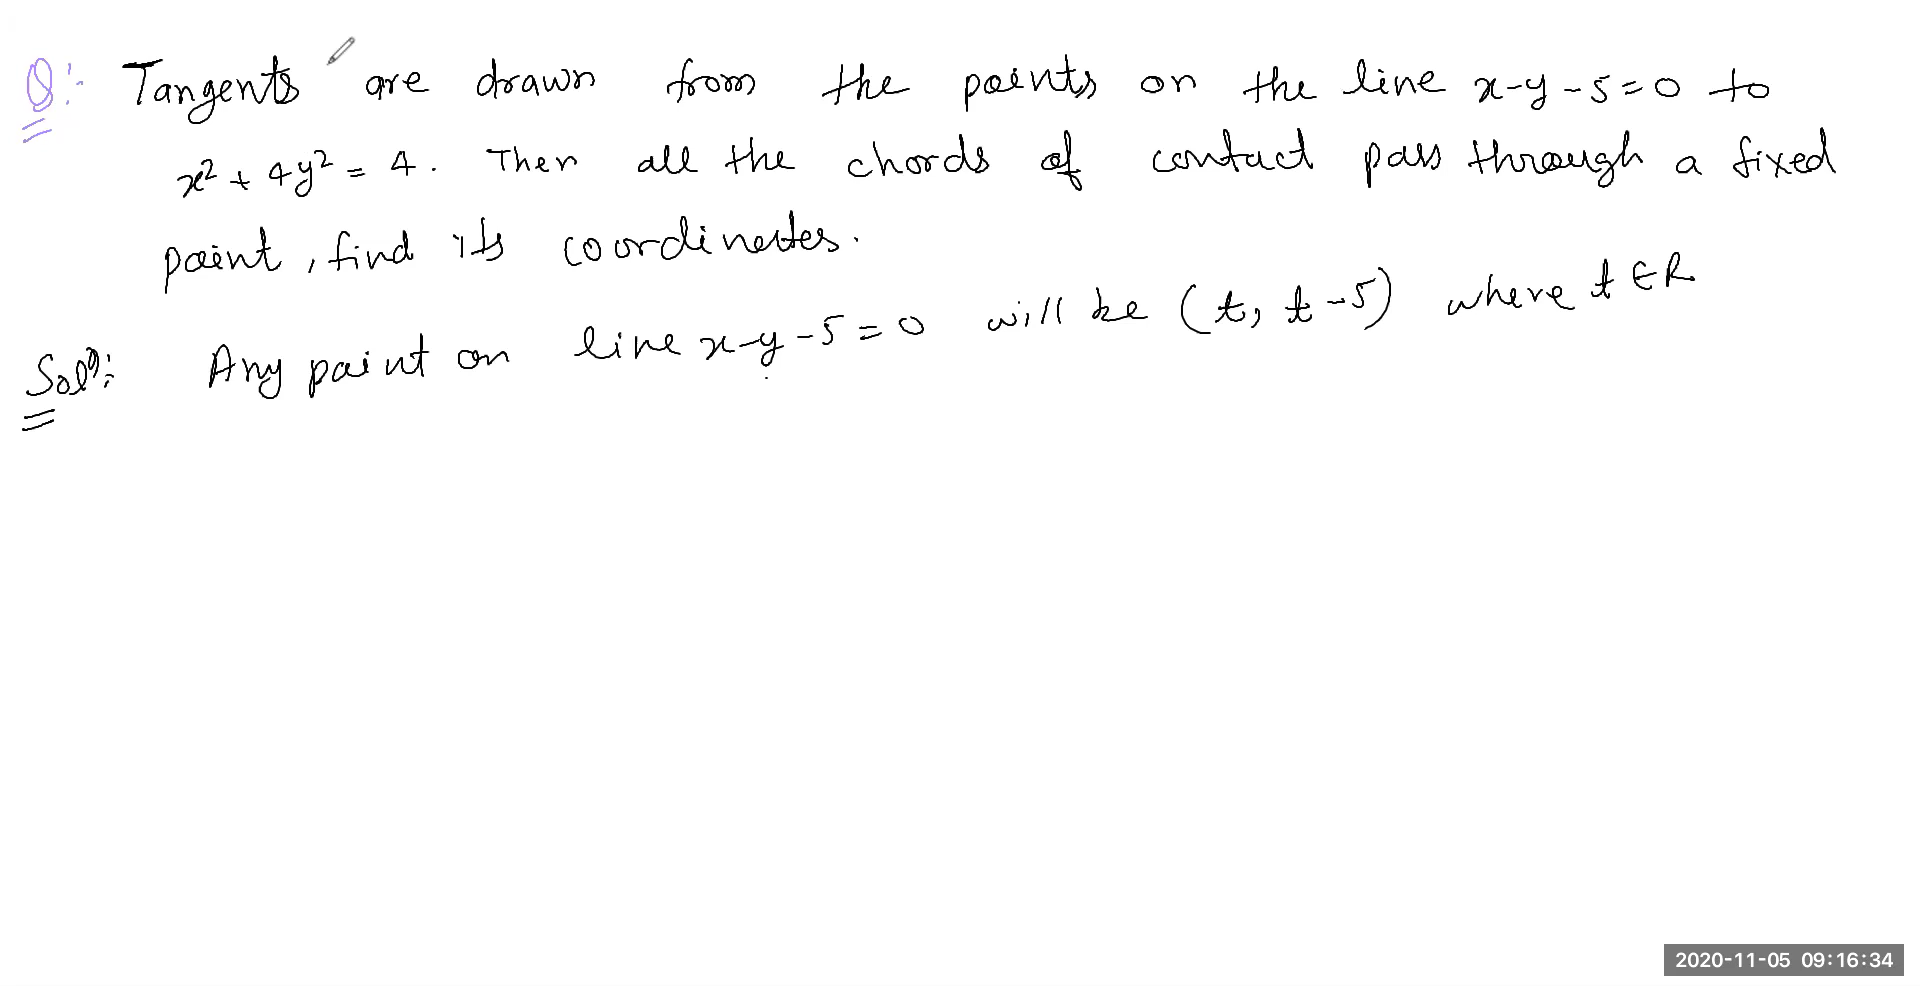 Q:- Tangents are drawn from the points on the line x-y-5=0 to
x² + 4y² = 4. Then all the chords of contact pass through a fixed
point, find its coordinates.
Solⁿ: Any point on line x-y-5=0 will be (t, t-5) where t ∈ R
2020-11-05 09:16:34